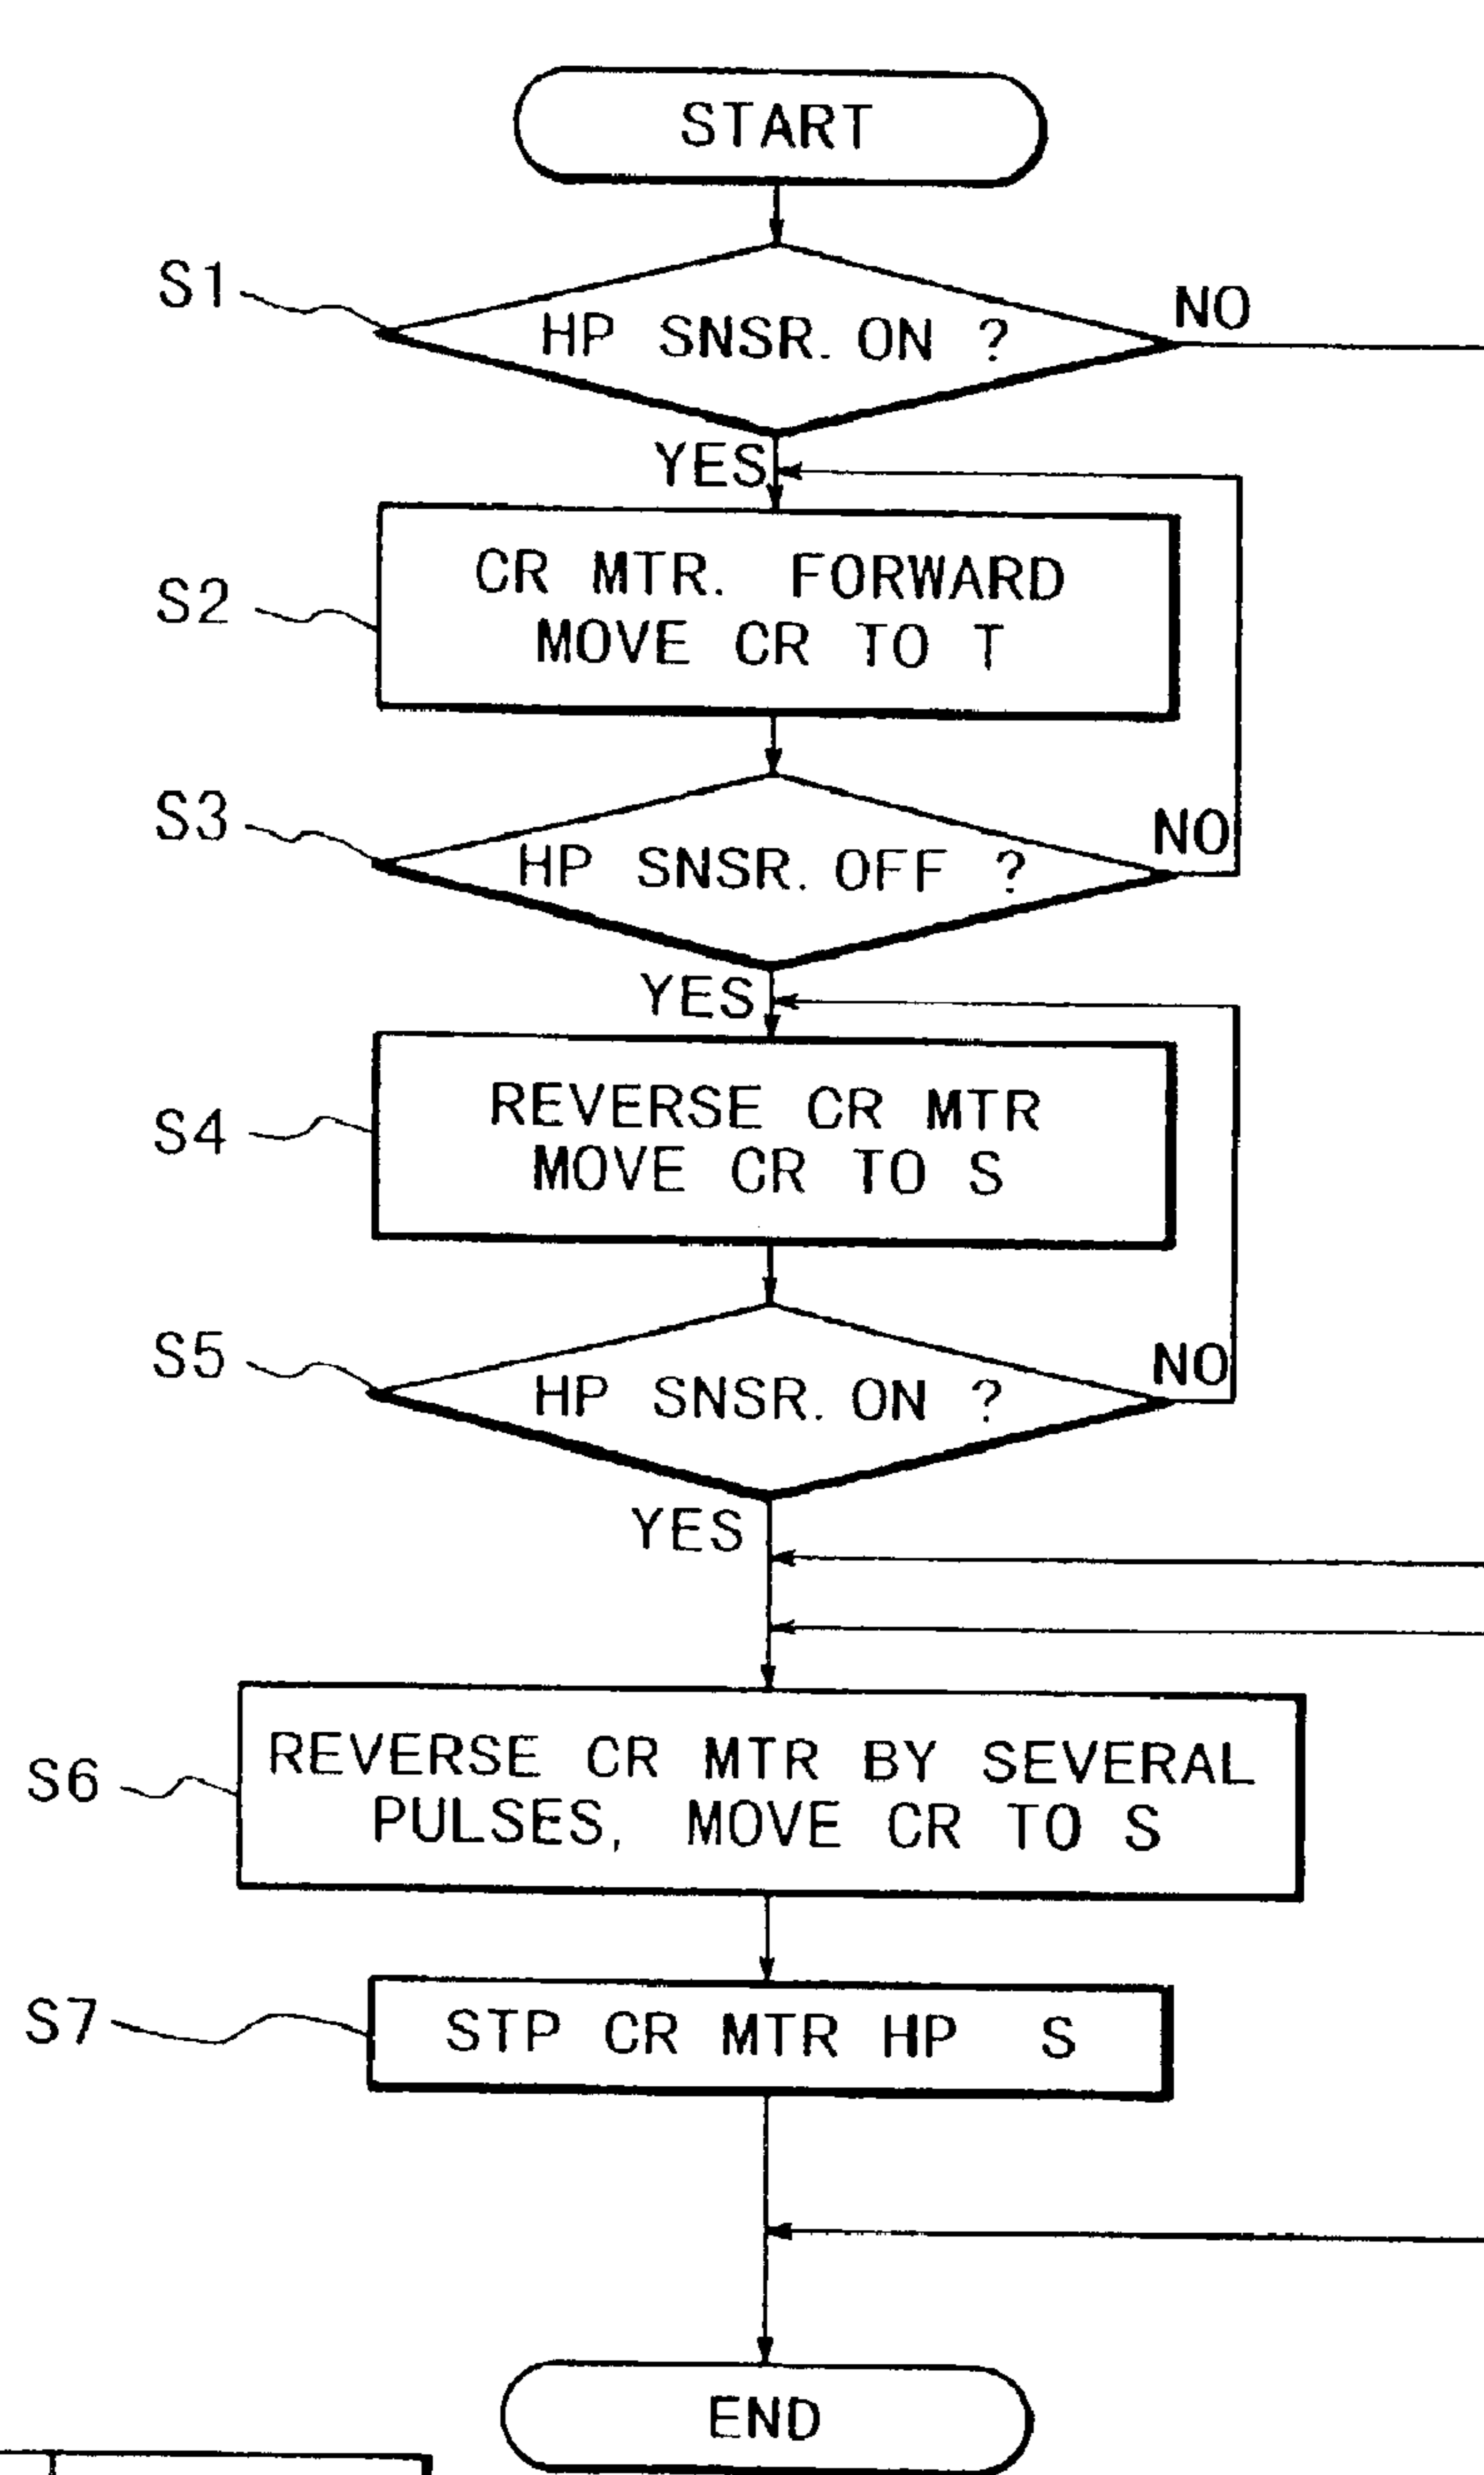 START
S1
HP SNSR. ON ?
NO
YES
S2
CR MTR. FORWARD
MOVE CR TO T
S3
HP SNSR. OFF ?
NO
YES
S4
REVERSE CR MTR
MOVE CR TO S
S5
HP SNSR. ON ?
NO
YES
S6
REVERSE CR MTR BY SEVERAL
PULSES, MOVE CR TO S
S7
STP CR MTR HP S
END